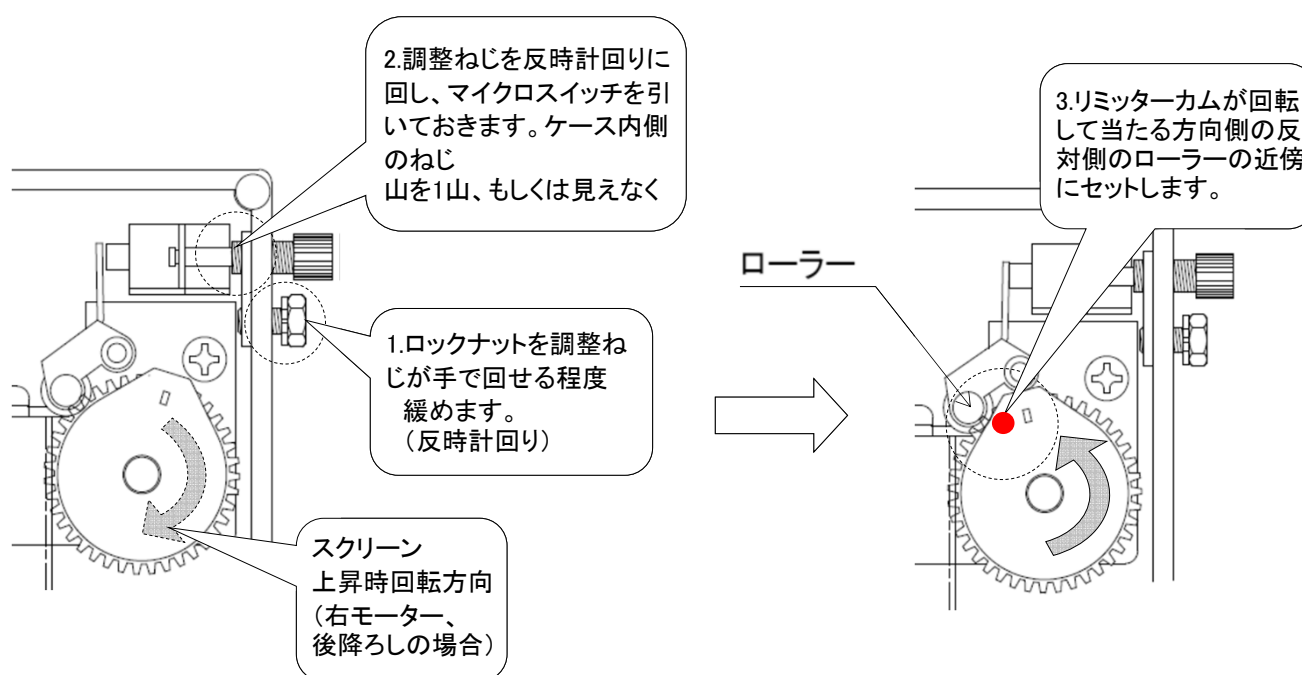 2.調整ねじを反時計回りに
回し、マイクロスイッチを引
いておきます。ケース内側
のねじ
山を1山、もしくは見えなく
1.ロックナットを調整ね
じが手で回せる程度
緩めます。
（反時計回り）
スクリーン
上昇時回転方向
（右モーター、
後降ろしの場合）
ローラー
3.リミッターカムが回転
して当たる方向側の反
対側のローラーの近傍
にセットします。